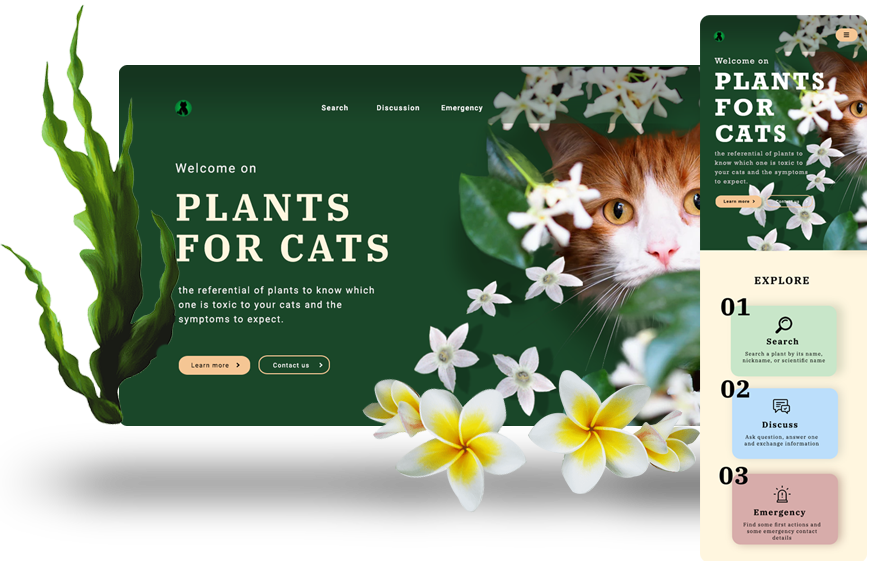 Search Discussion Emergency
Welcome on
PLANTS
FOR CATS
the referential of plants to know which
one is toxic to your cats and the
symptoms to expect.
Learn more Contact us
Welcome on
PLANTS
FOR
CATS
the referential of plants to
know which one is toxic to
your cats and the symptoms
to expect.
Learn more Contact us
EXPLORE
01
Search
Search a plant by its name,
nickname, or scientific name
02
Discuss
Ask question, answer one
and exchange information
03
Emergency
Find some first actions and
some emergency contact
details